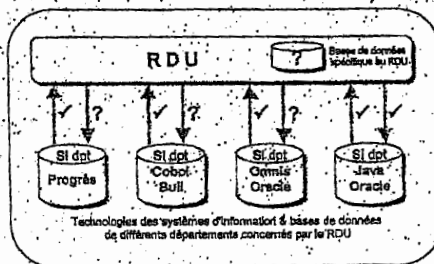 RDU
?
Bases de données
spécifique au RDU
✓ ? ✓ ? ✓ ? ✓ ?
SI dpt
Progrès
SI dpt
Cobol
Bull
SI dpt
Omnis
Oracle
SI dpt
Java
Oracle
Technologies des systèmes d'information & bases de données
de différents départements concernés par le RDU